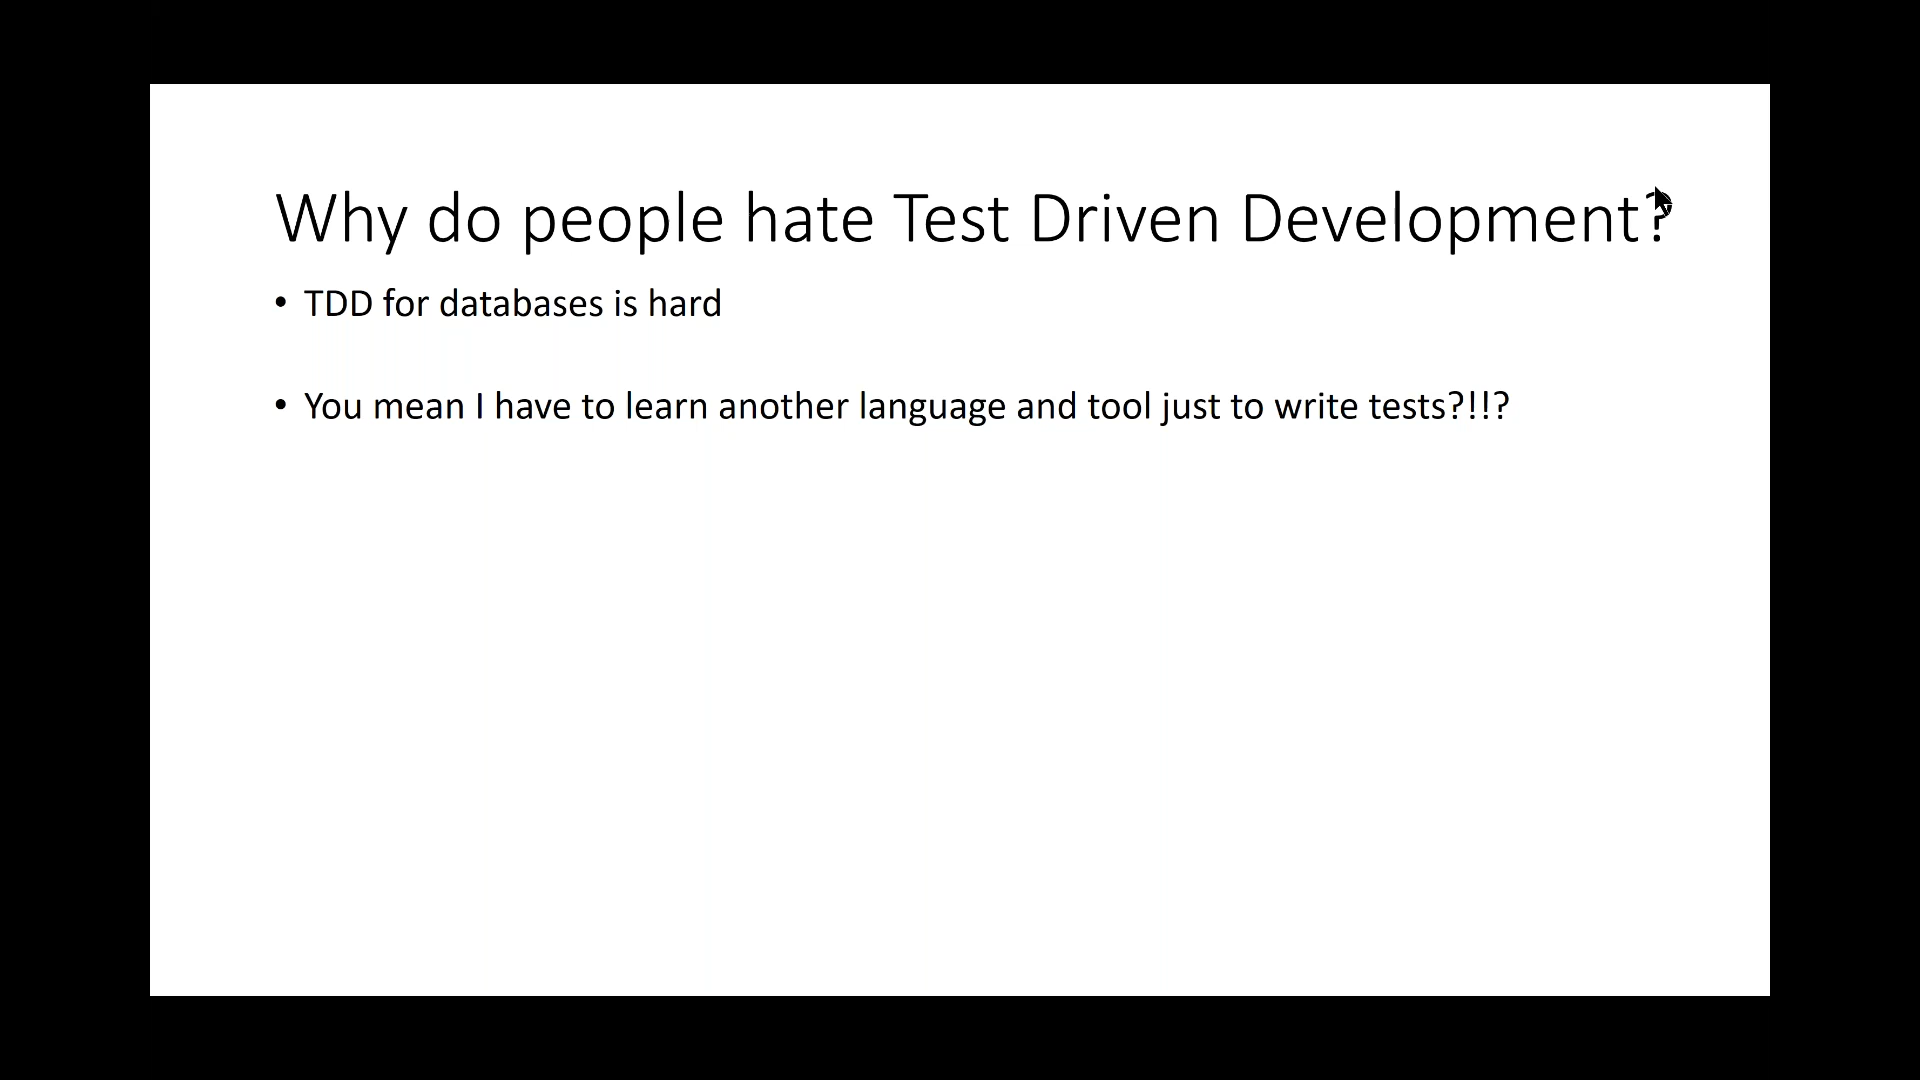 Why do people hate Test Driven Development?
• TDD for databases is hard
• You mean I have to learn another language and tool just to write tests?!!?